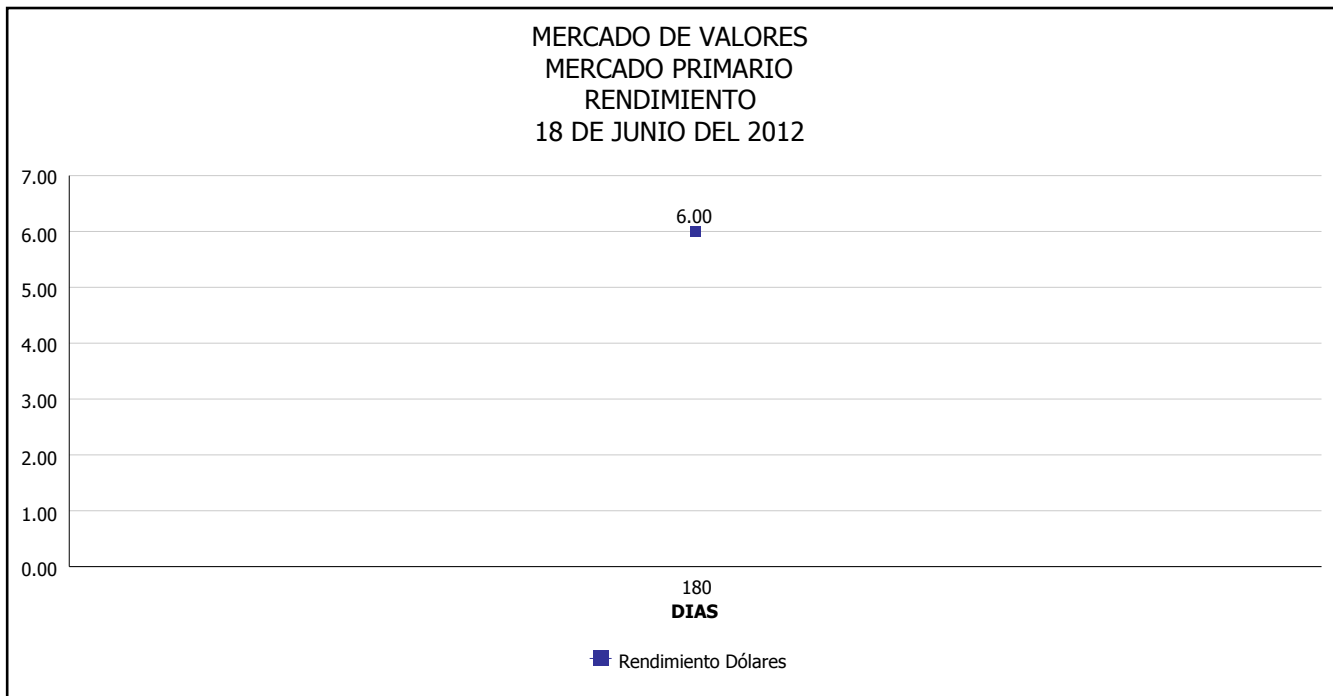 MERCADO DE VALORES
MERCADO PRIMARIO
RENDIMIENTO
18 DE JUNIO DEL 2012
7.00
6.00
6.00
5.00
4.00
3.00
2.00
1.00
0.00
180
DIAS
Rendimiento Dólares